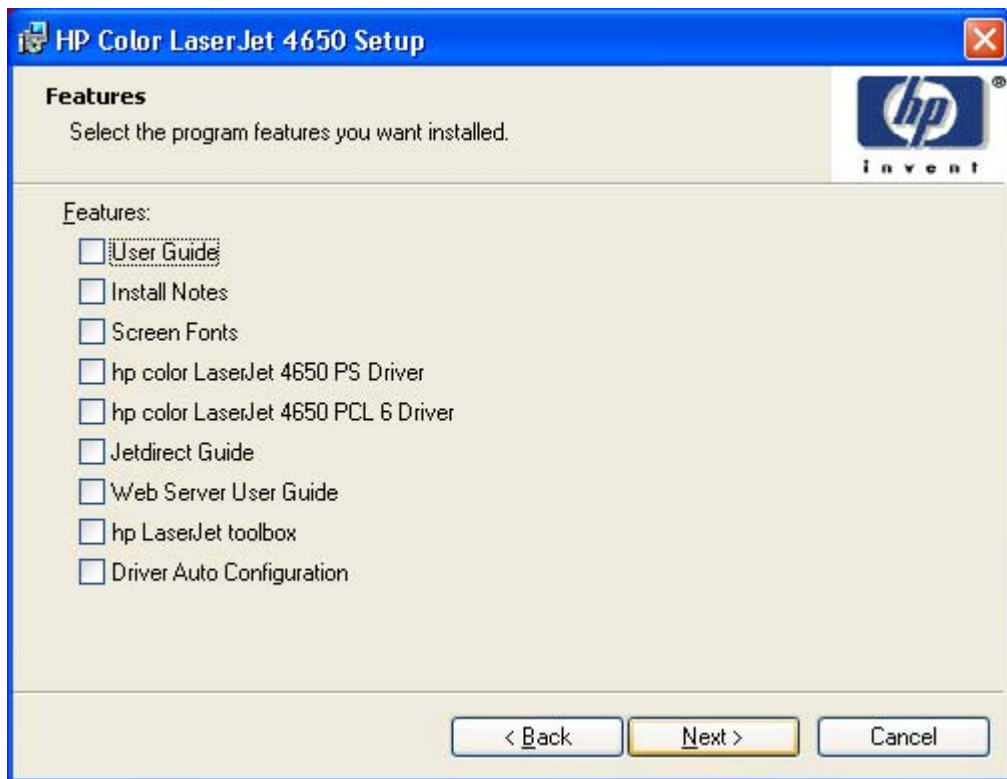 HP Color LaserJet 4650 Setup
Features
Select the program features you want installed.
hp
®
invent
Features:
User Guide
Install Notes
Screen Fonts
hp color LaserJet 4650 PS Driver
hp color LaserJet 4650 PCL 6 Driver
Jetdirect Guide
Web Server User Guide
hp LaserJet toolbox
Driver Auto Configuration
< Back
Next >
Cancel